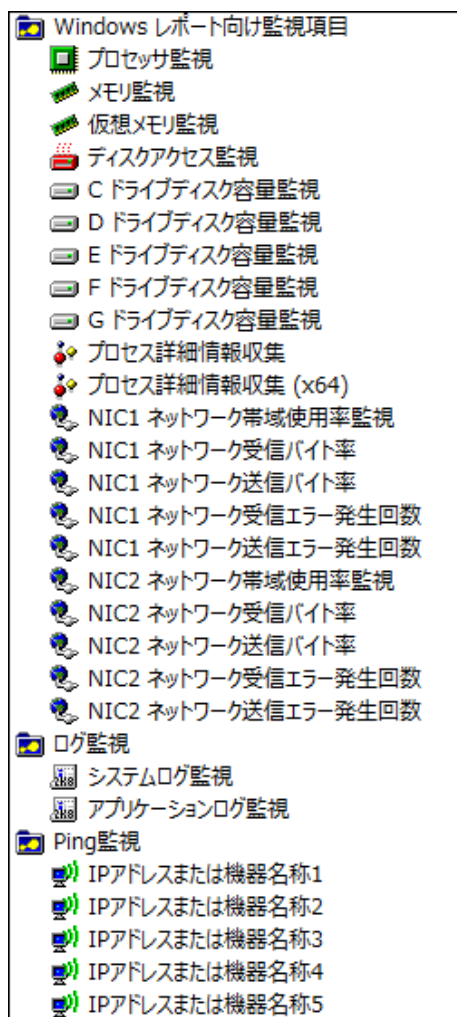 Windows レポート向け監視項目
プロセッサ監視
メモリ監視
仮想メモリ監視
ディスクアクセス監視
C ドライブディスク容量監視
D ドライブディスク容量監視
E ドライブディスク容量監視
F ドライブディスク容量監視
G ドライブディスク容量監視
プロセス詳細情報収集
プロセス詳細情報収集 (x64)
NIC1 ネットワーク帯域使用率監視
NIC1 ネットワーク受信バイト率
NIC1 ネットワーク送信バイト率
NIC1 ネットワーク受信エラー発生回数
NIC1 ネットワーク送信エラー発生回数
NIC2 ネットワーク帯域使用率監視
NIC2 ネットワーク受信バイト率
NIC2 ネットワーク送信バイト率
NIC2 ネットワーク受信エラー発生回数
NIC2 ネットワーク送信エラー発生回数
ログ監視
システムログ監視
アプリケーションログ監視
Ping監視
IPアドレスまたは機器名称1
IPアドレスまたは機器名称2
IPアドレスまたは機器名称3
IPアドレスまたは機器名称4
IPアドレスまたは機器名称5